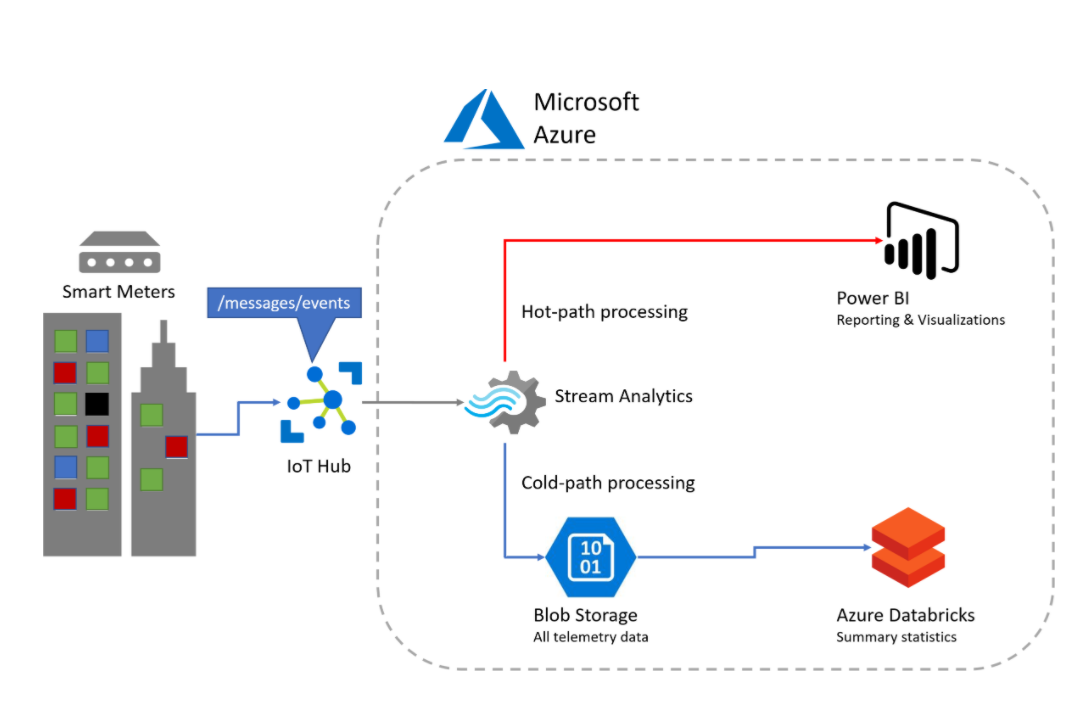 Microsoft
Azure
Smart Meters
/messages/events
IoT Hub
Hot-path processing
Stream Analytics
Cold-path processing
Power BI
Reporting & Visualizations
10
01
Blob Storage
All telemetry data
Azure Databricks
Summary statistics